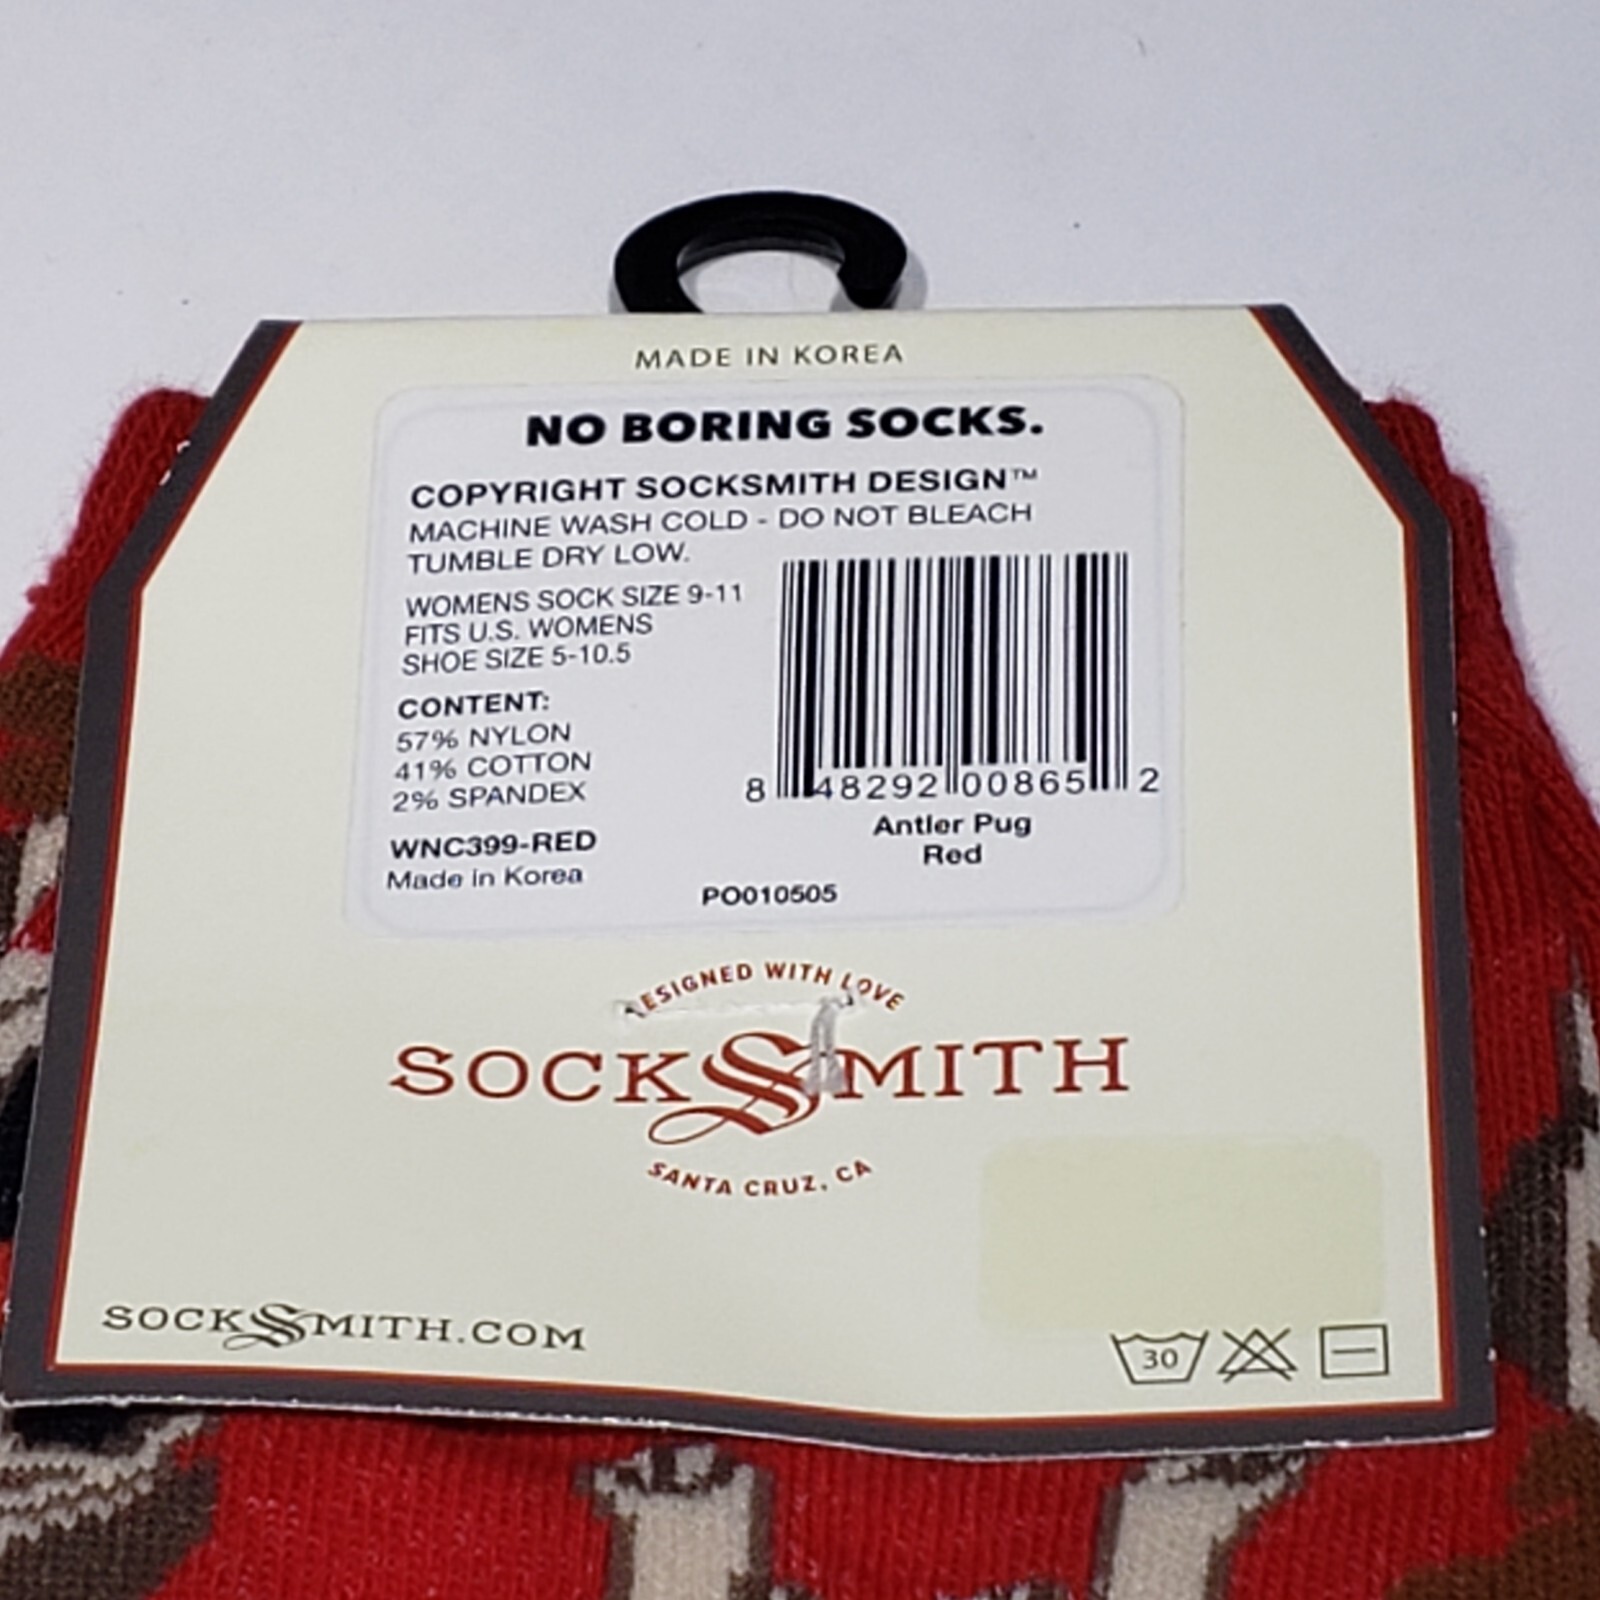 MADE IN KOREA
NO BORING SOCKS.
COPYRIGHT SOCKSMITH DESIGN™
MACHINE WASH COLD - DO NOT BLEACH
TUMBLE DRY LOW.
WOMENS SOCK SIZE 9-11
FITS U.S. WOMENS
SHOE SIZE 5-10.5
CONTENT:
57% NYLON
41% COTTON
2% SPANDEX
WNC399-RED
Made in Korea
8 48292 00865 2
Antler Pug
Red
PO010505
DESIGNED WITH LOVE
SOCKSMITH
SANTA CRUZ, CA
SOCKSMITH.COM
30